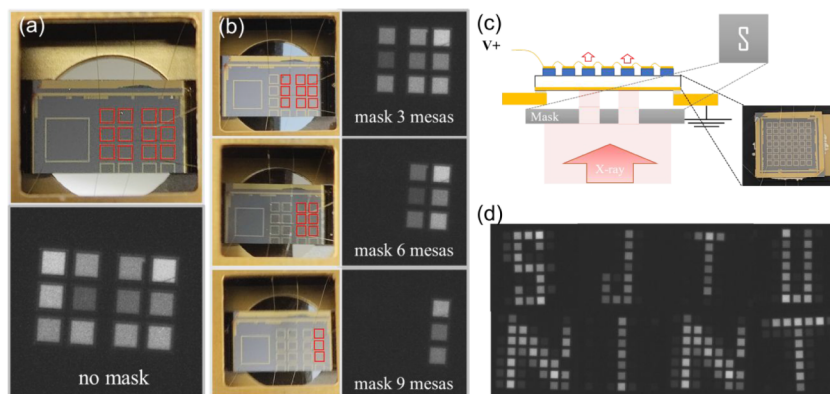 (a)
no mask
(b)
mask 3 mesas
mask 6 mesas
mask 9 mesas
(c)
V+
S
Mask
X-ray
(d)
S J T U
N I N T